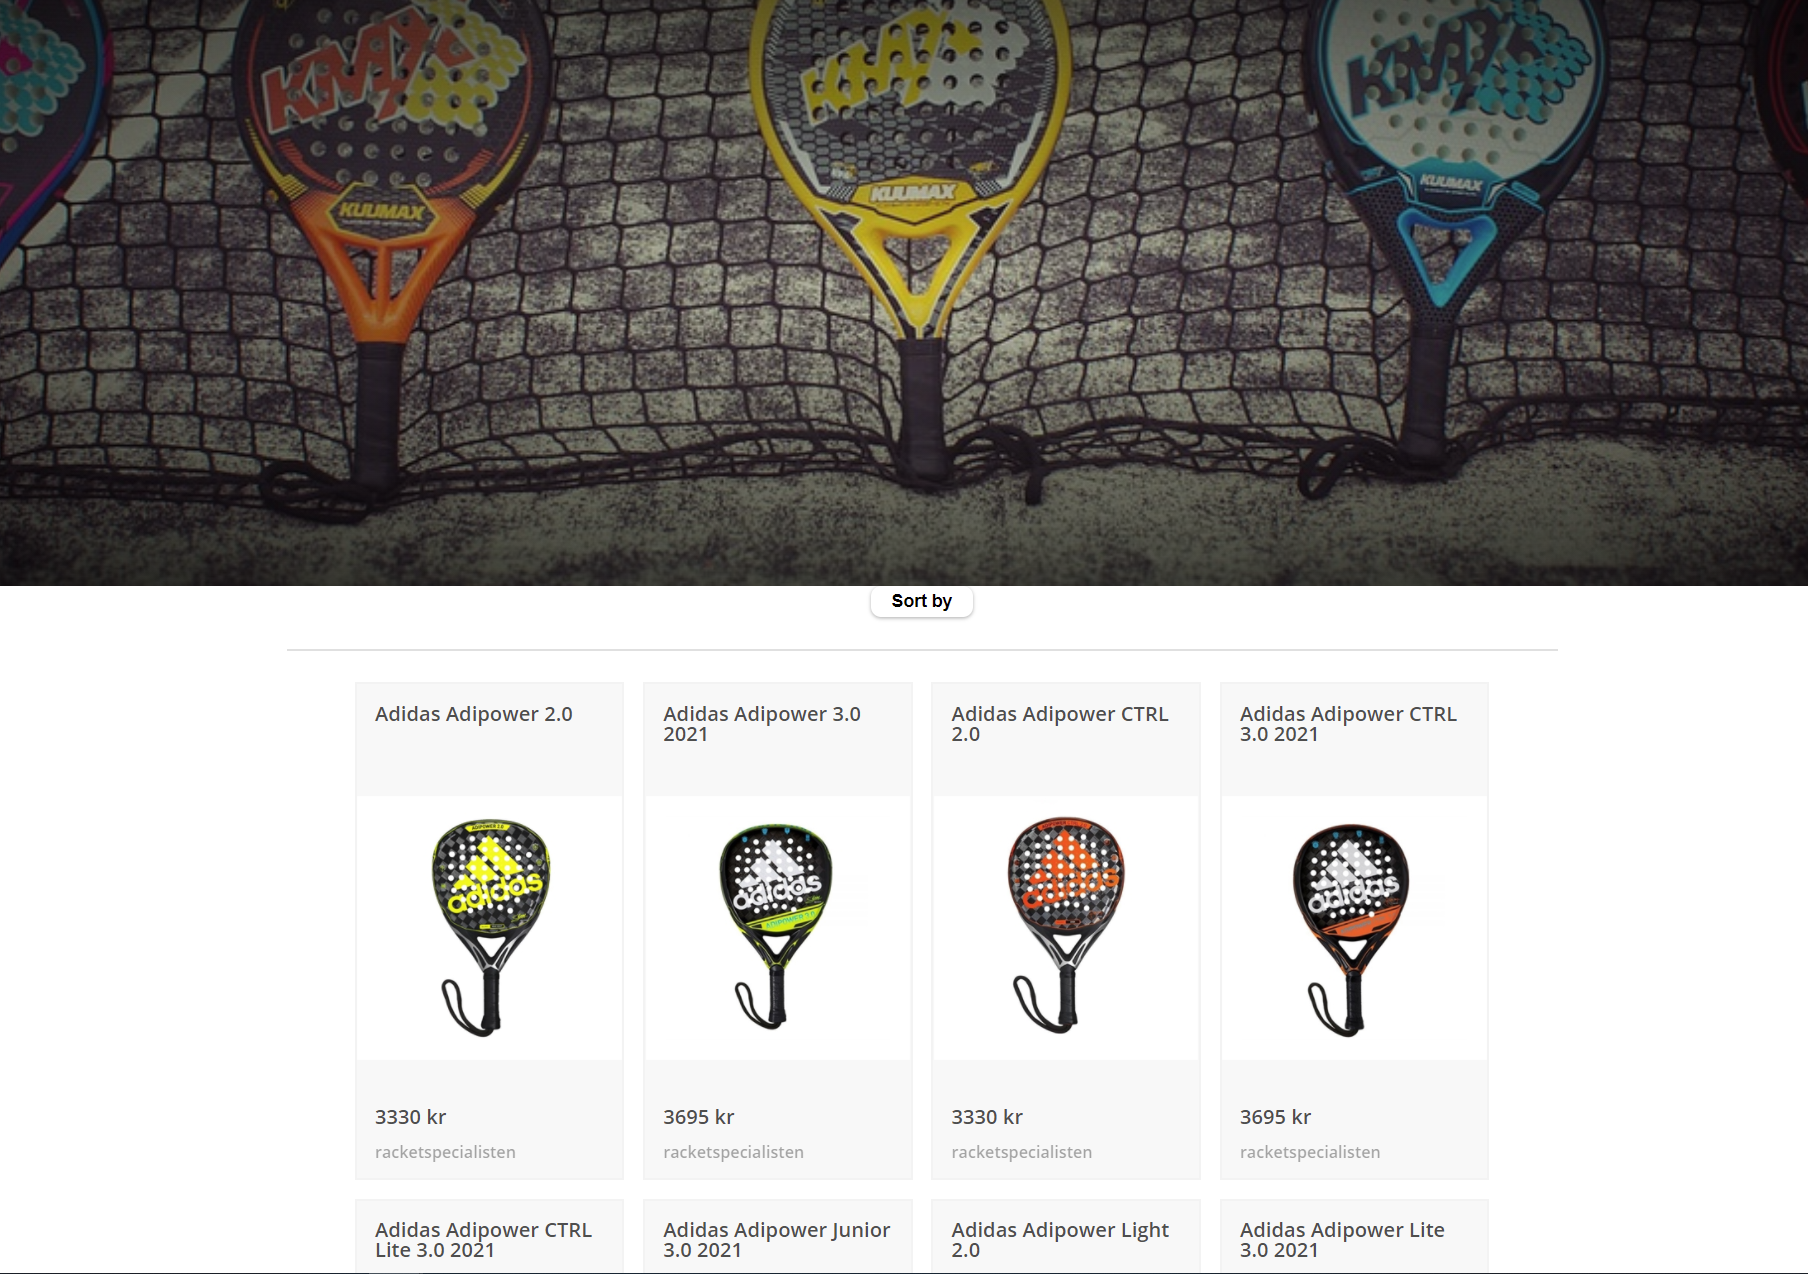 KUUMAX
KUUMAX
KUUMAX
Sort by
Adidas Adipower 2.0
Adidas Adipower 3.0
2021
Adidas Adipower CTRL
2.0
Adidas Adipower CTRL
3.0 2021
adidas
adidas
adidas
adidas
3330 kr
racketspecialisten
3695 kr
racketspecialisten
3330 kr
racketspecialisten
3695 kr
racketspecialisten
Adidas Adipower CTRL
Lite 3.0 2021
Adidas Adipower Junior
3.0 2021
Adidas Adipower Light
2.0
Adidas Adipower Lite
3.0 2021